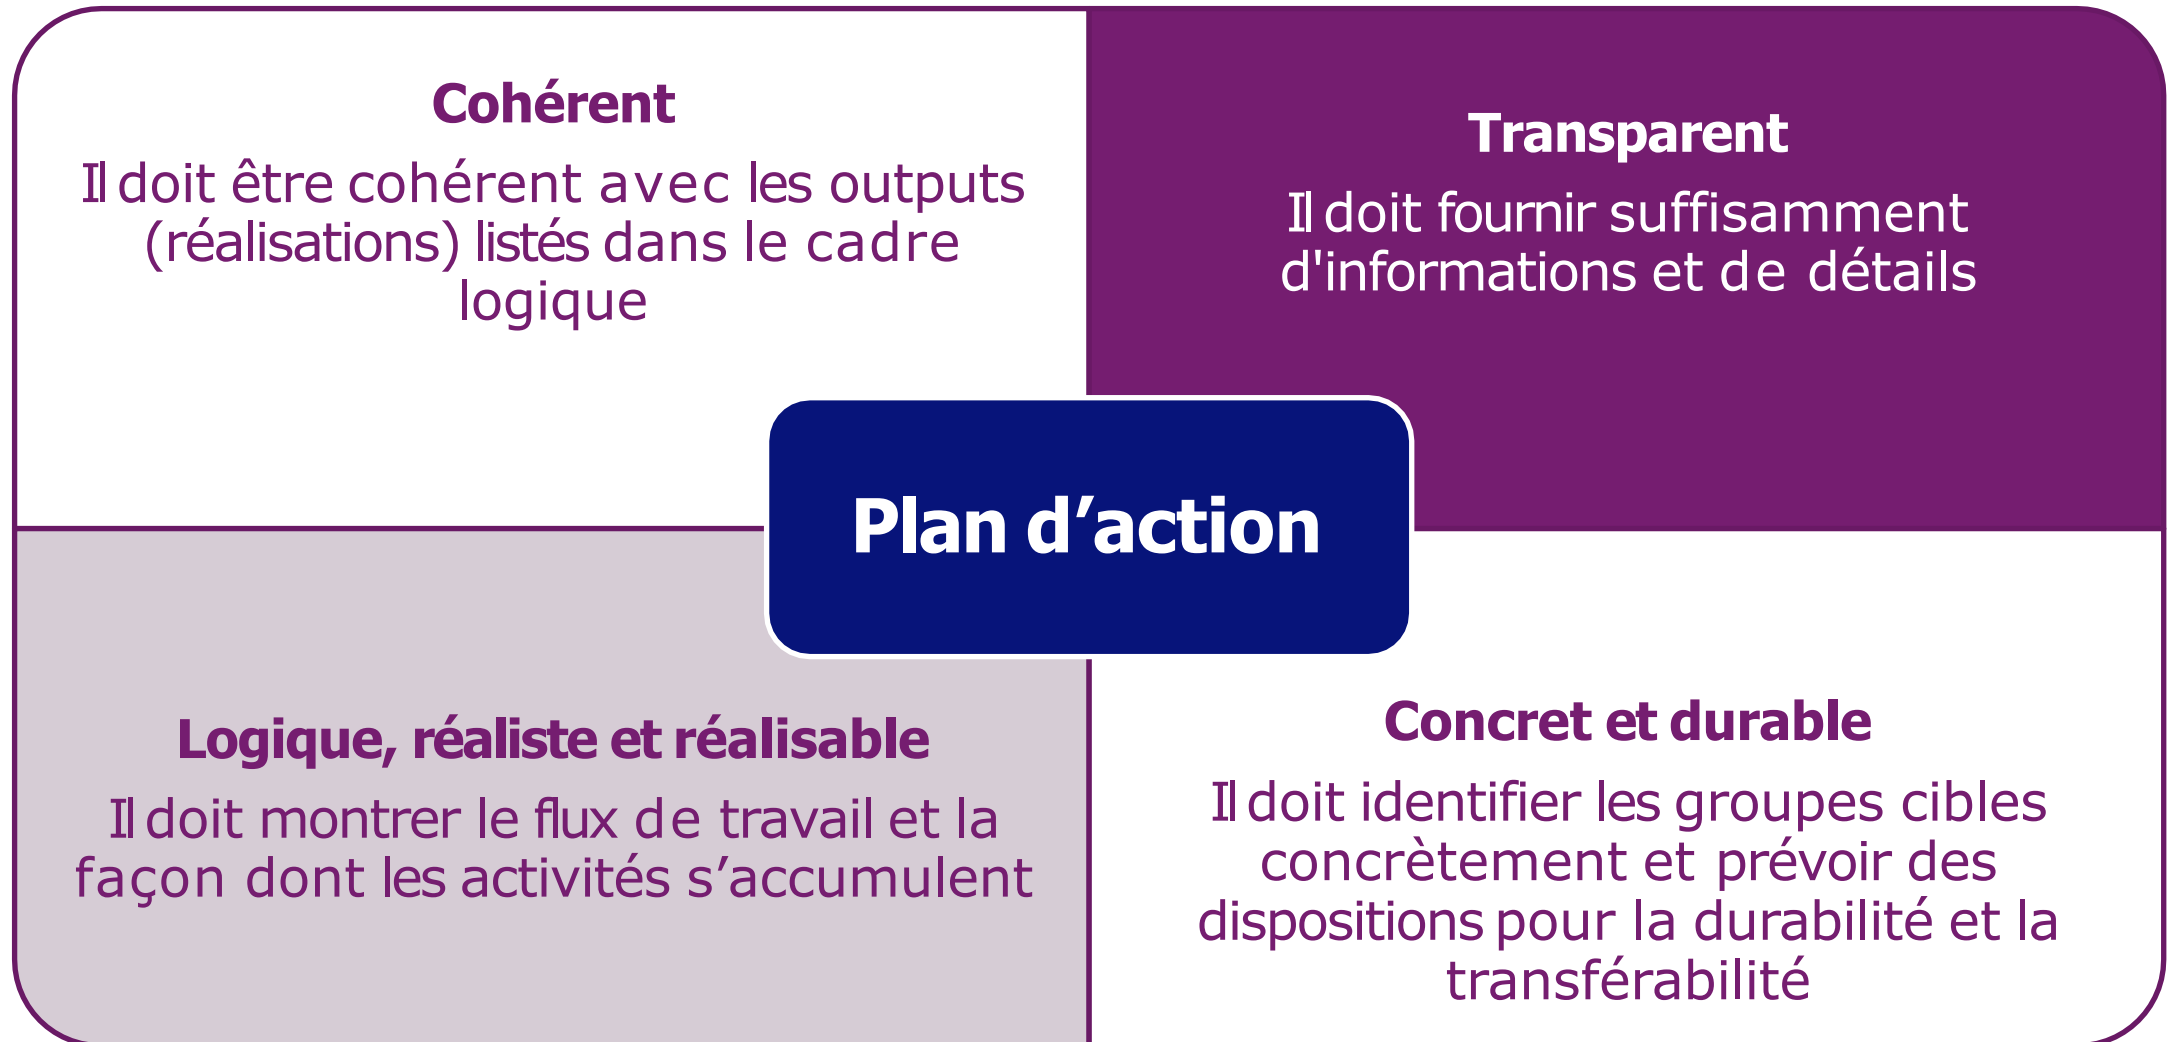 Cohérent
Il doit être cohérent avec les outputs
(réalisations) listés dans le cadre
logique
Transparent
Il doit fournir suffisamment
d'informations et de détails
Plan d’action
Logique, réaliste et réalisable
Il doit montrer le flux de travail et la
façon dont les activités s’accumulent
Concret et durable
Il doit identifier les groupes cibles
concrètement et prévoir des
dispositions pour la durabilité et la
transférabilité